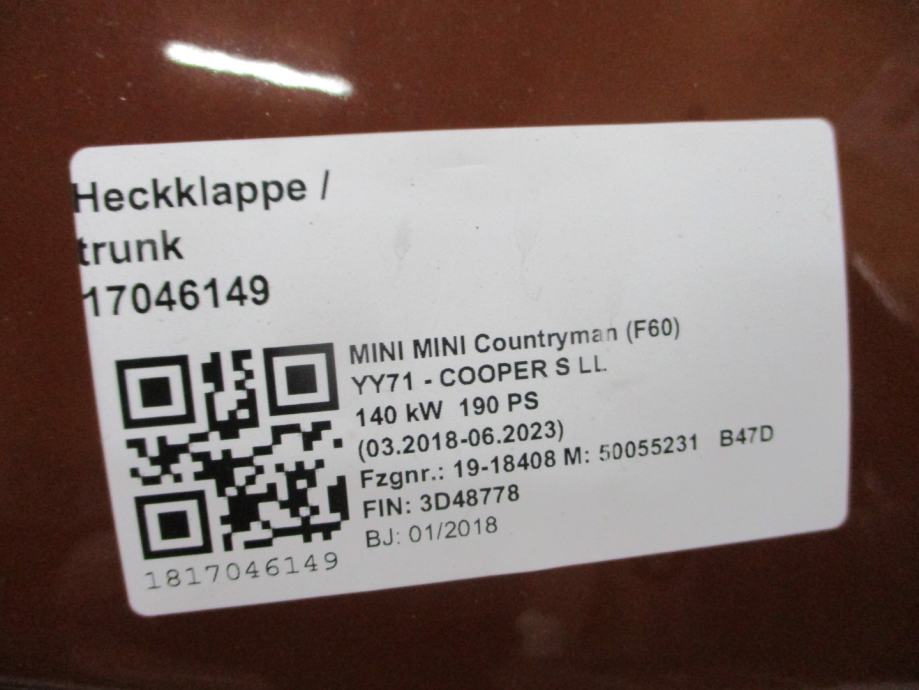 Heckklappe /
trunk
17046149
MINI MINI Countryman (F60)
YY71 - COOPER S LL
140 kW 190 PS
(03.2018-06.2023)
Fzgnr.: 19-18408 M: 50055231 B47D
FIN: 3D48778
BJ: 01/2018
1817046149